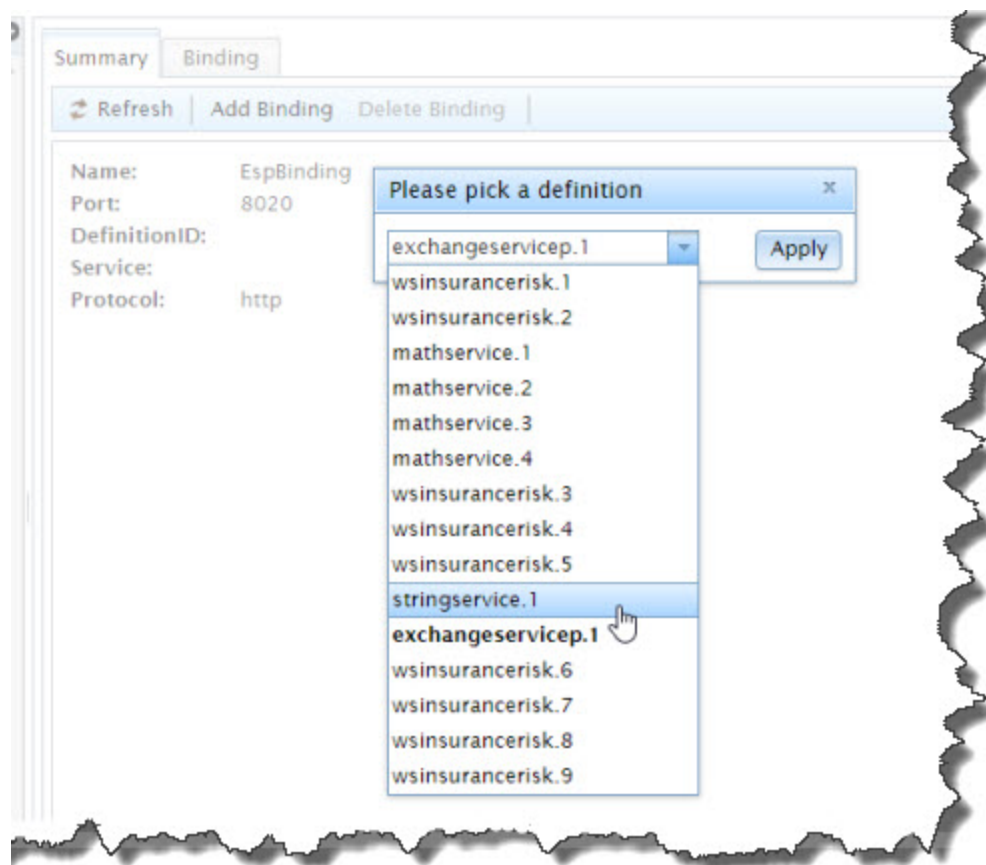 Summary Binding
Refresh Add Binding Delete Binding
Name: EspBinding
Port: 8020
DefinitionID:
Service:
Protocol: http
Please pick a definition x
exchangeservicep.1 Apply
wsinsurancerisk.1
wsinsurancerisk.2
mathservice.1
mathservice.2
mathservice.3
mathservice.4
wsinsurancerisk.3
wsinsurancerisk.4
wsinsurancerisk.5
stringservice.1
exchangeservicep.1
wsinsurancerisk.6
wsinsurancerisk.7
wsinsurancerisk.8
wsinsurancerisk.9